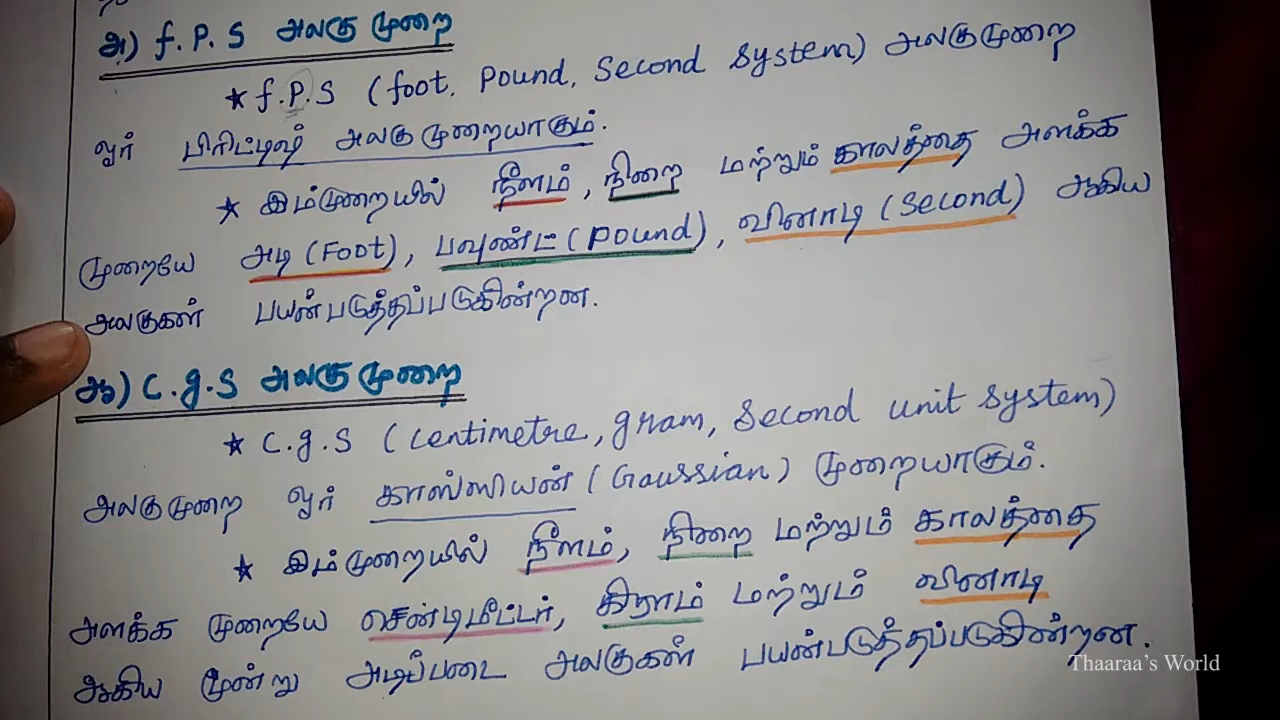 அ) f.P.S அலகு முறை
★ f.P.S (foot, Pound, Second System) அலகுமுறை
ஓர் பிரிட்டிஷ் அலகு முறையாகும்.
★ இம்முறையில் நீளம், நிறை மற்றும் காலத்தை அளக்க
முறையே அடி (Foot), பவுண்ட் (Pound), வினாடி (Second) ஆகிய
அலகுகள் பயன்படுத்தப்படுகின்றன.
ஆ) C.g.S அலகு முறை
★ C.g.S (Centimetre, gram, Second unit System)
அலகுமுறை ஓர் காஸ்ஸியன் (Gaussian) முறையாகும்.
★ இம்முறையில் நீளம், நிறை மற்றும் காலத்தை
அளக்க முறையே சென்டிமீட்டர், கிராம் மற்றும் வினாடி
ஆகிய மூன்று அடிப்படை அலகுகள் பயன்படுத்தப்படுகின்றன.
Thaaraa's World